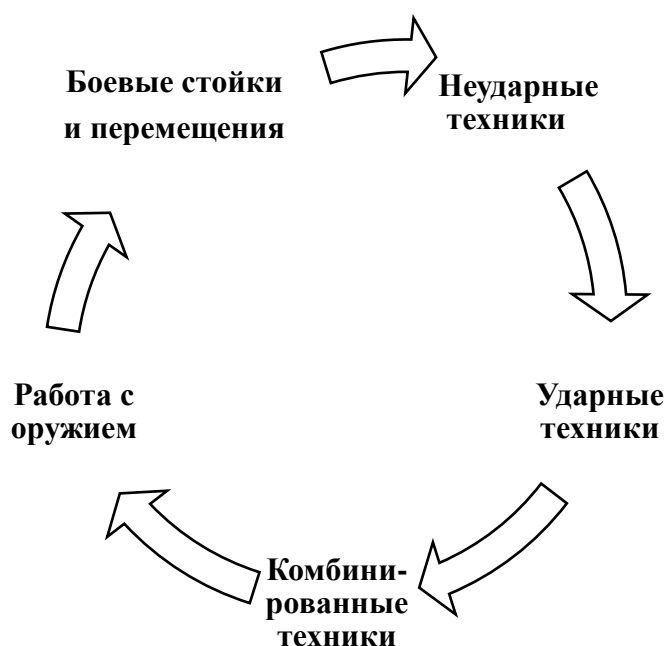 Боевые стойки
и перемещения
Неударные
техники
Ударные
техники
Комбини-
рованные
техники
Работа с
оружием